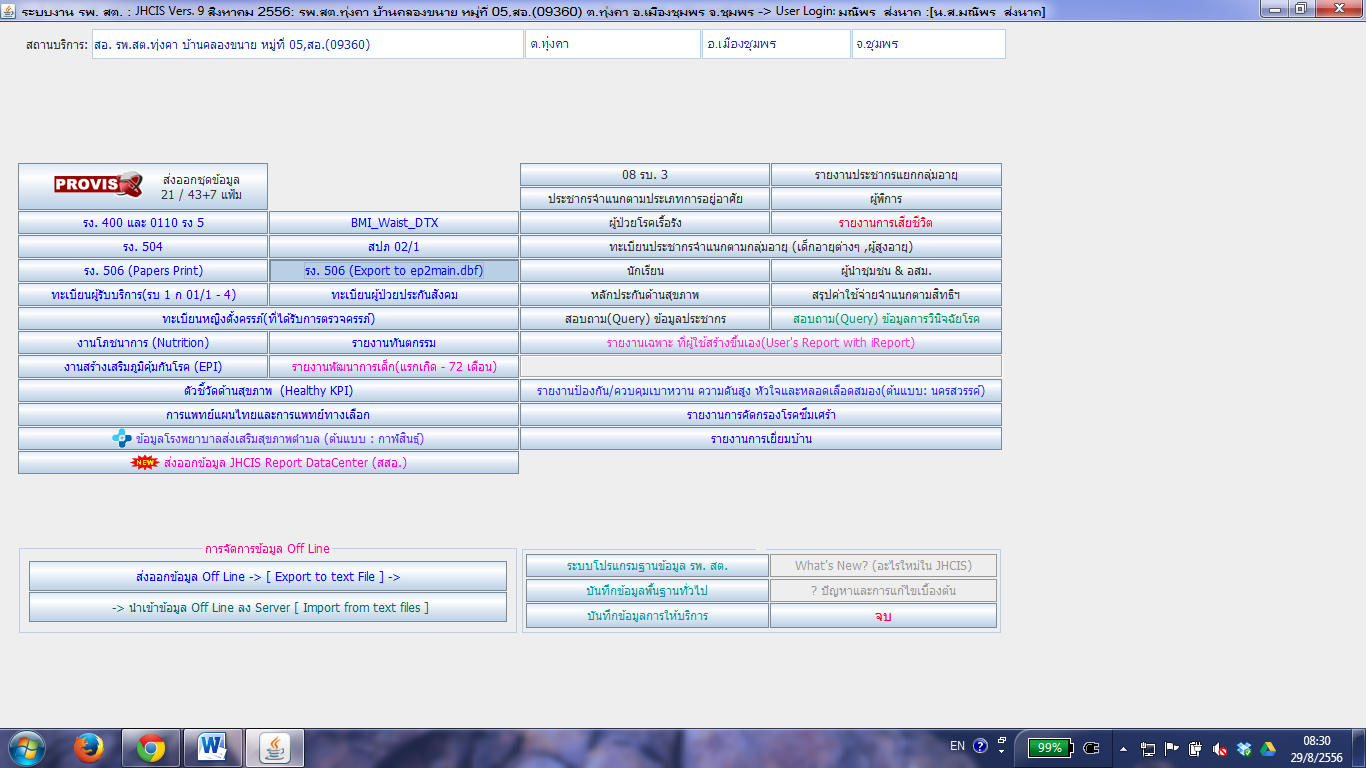 ระบบงาน รพ. สต. : JHCIS Vers. 9 สิงหาคม 2556: รพ.สต.ทุ่งคา บ้านคลองขนาย หมู่ที่ 05,สอ.(09360) ต.ทุ่งคา อ.เมืองชุมพร จ.ชุมพร -> User Login: มณีพร ส่งนาค :[น.ส.มณีพร ส่งนาค]
สถานบริการ: สอ. รพ.สต.ทุ่งคา บ้านคลองขนาย หมู่ที่ 05,สอ.(09360) ต.ทุ่งคา อ.เมืองชุมพร จ.ชุมพร
PROVIS ส่งออกชุดข้อมูล
21 / 43+7 แฟ้ม
08 รบ. 3 รายงานประชากรแยกกลุ่มอายุ
ประชากรจำแนกตามประเภทการอยู่อาศัย ผู้พิการ
รง. 400 และ 0110 รง 5 BMI_Waist_DTX ผู้ป่วยโรคเรื้อรัง รายงานการเสียชีวิต
รง. 504 สปภ 02/1 ทะเบียนประชากรจำแนกตามกลุ่มอายุ (เด็กอายุต่างๆ ,ผู้สูงอายุ)
รง. 506 (Papers Print) รง. 506 (Export to ep2main.dbf) นักเรียน ผู้นำชุมชน & อสม.
ทะเบียนผู้รับบริการ(รบ 1 ก 01/1 - 4) ทะเบียนผู้ป่วยประกันสังคม หลักประกันด้านสุขภาพ สรุปค่าใช้จ่ายจำแนกตามสิทธิฯ
ทะเบียนหญิงตั้งครรภ์(ที่ได้รับการตรวจครรภ์) สอบถาม(Query) ข้อมูลประชากร สอบถาม(Query) ข้อมูลการวินิจฉัยโรค
งานโภชนาการ (Nutrition) รายงานทันตกรรม รายงานเฉพาะ ที่ผู้ใช้สร้างขึ้นเอง(User's Report with iReport)
งานสร้างเสริมภูมิคุ้มกันโรค (EPI) รายงานพัฒนาการเด็ก(แรกเกิด - 72 เดือน)
ตัวชี้วัดด้านสุขภาพ (Healthy KPI) รายงานป้องกัน/ควบคุมเบาหวาน ความดันสูง หัวใจและหลอดเลือดสมอง(ต้นแบบ: นครสวรรค์)
การแพทย์แผนไทยและการแพทย์ทางเลือก รายงานการคัดกรองโรคซึมเศร้า
ข้อมูลโรงพยาบาลส่งเสริมสุขภาพตำบล (ต้นแบบ : กาฬสินธุ์) รายงานการเยี่ยมบ้าน
NEW ส่งออกข้อมูล JHCIS Report DataCenter (สสอ.)
การจัดการข้อมูล Off Line
ส่งออกข้อมูล Off Line -> [ Export to text File ] ->
-> นำเข้าข้อมูล Off Line ลง Server [ Import from text files ]
ระบบโปรแกรมฐานข้อมูล รพ. สต. What's New? (อะไรใหม่ใน JHCIS)
บันทึกข้อมูลพื้นฐานทั่วไป ? ปัญหาและการแก้ไขเบื้องต้น
บันทึกข้อมูลการให้บริการ จบ
EN 99% 08:30
29/8/2556